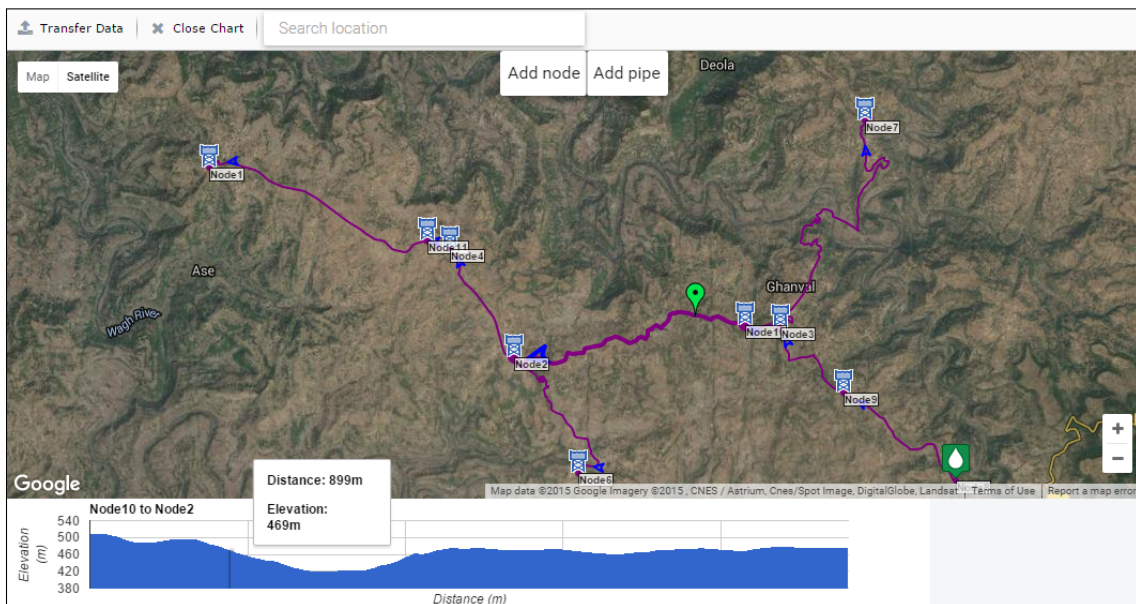 Transfer Data
Close Chart
Search location
Map
Satellite
Add node
Add pipe
Deola
Node7
Node1
Node11
Node4
Ase
Ghanval
Wagh River
Node3
Node2
Node9
Node6
+
−
Google
Map data ©2015 Google Imagery ©2015 , CNES / Astrium, Cnes/Spot Image, DigitalGlobe, Landsat
Terms of Use
Report a map error
Distance: 899m
Elevation:
469m
Node10 to Node2
Elevation
(m)
540
500
460
420
380
Distance (m)